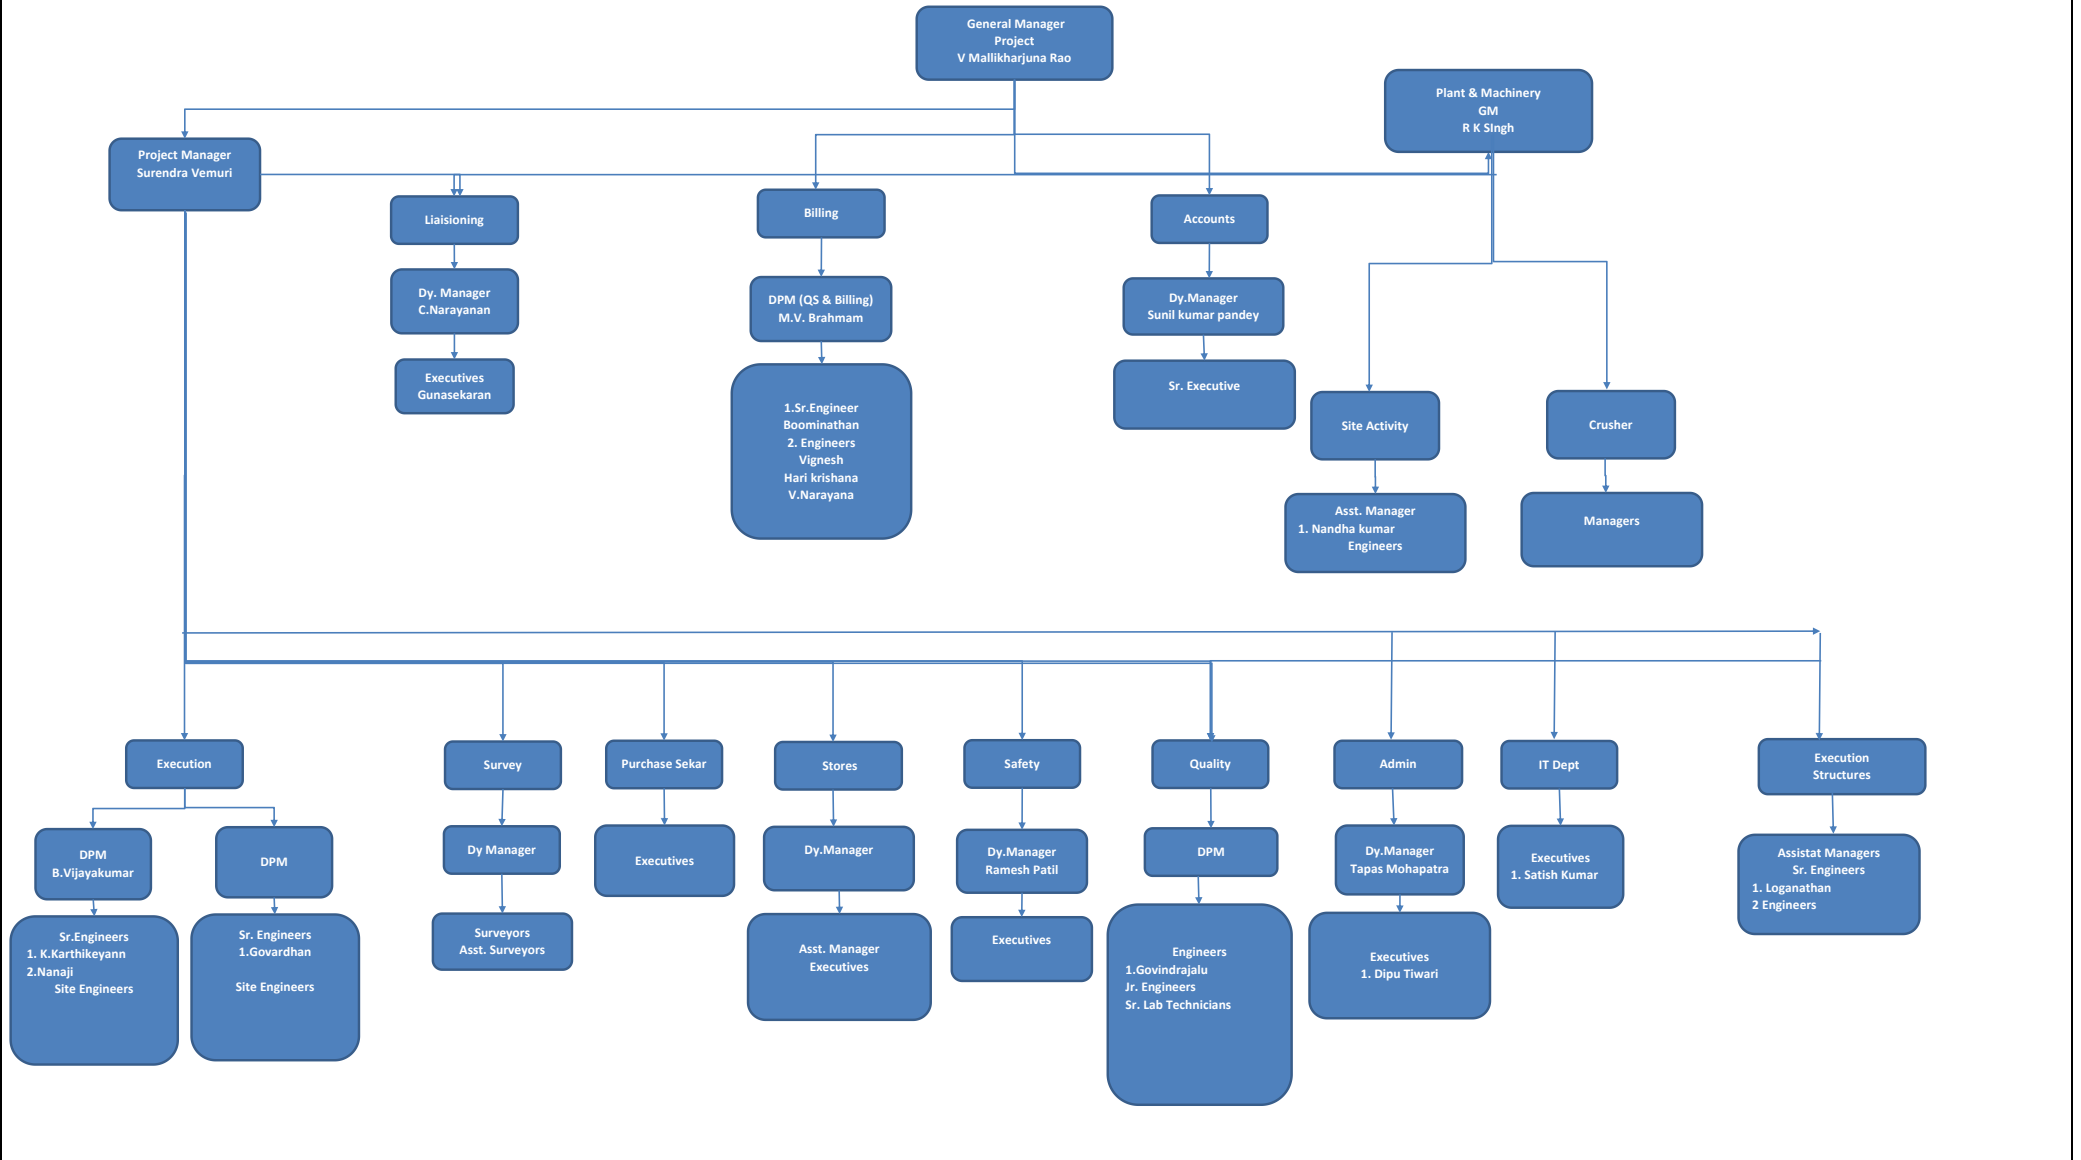 General Manager
Project
V Mallikharjuna Rao
Plant & Machinery
GM
R K SIngh
Project Manager
Surendra Vemuri
Liaisioning
Billing
Accounts
Dy. Manager
C.Narayanan
DPM (QS & Billing)
M.V. Brahmam
Dy.Manager
Sunil kumar pandey
Executives
Gunasekaran
1.Sr.Engineer
Boominathan
2. Engineers
Vignesh
Hari krishana
V.Narayana
Sr. Executive
Site Activity
Crusher
Asst. Manager
1. Nandha kumar
Engineers
Managers
Execution
Survey
Purchase Sekar
Stores
Safety
Quality
Admin
IT Dept
Execution
Structures
DPM
B.Vijayakumar
DPM
Dy Manager
Executives
Dy.Manager
Dy.Manager
Ramesh Patil
DPM
Dy.Manager
Tapas Mohapatra
Executives
1. Satish Kumar
Assistat Managers
Sr. Engineers
1. Loganathan
2 Engineers
Sr.Engineers
1. K.Karthikeyann
2.Nanaji
Site Engineers
Sr. Engineers
1.Govardhan
Site Engineers
Surveyors
Asst. Surveyors
Asst. Manager
Executives
Executives
Engineers
1.Govindrajalu
Jr. Engineers
Sr. Lab Technicians
Executives
1. Dipu Tiwari